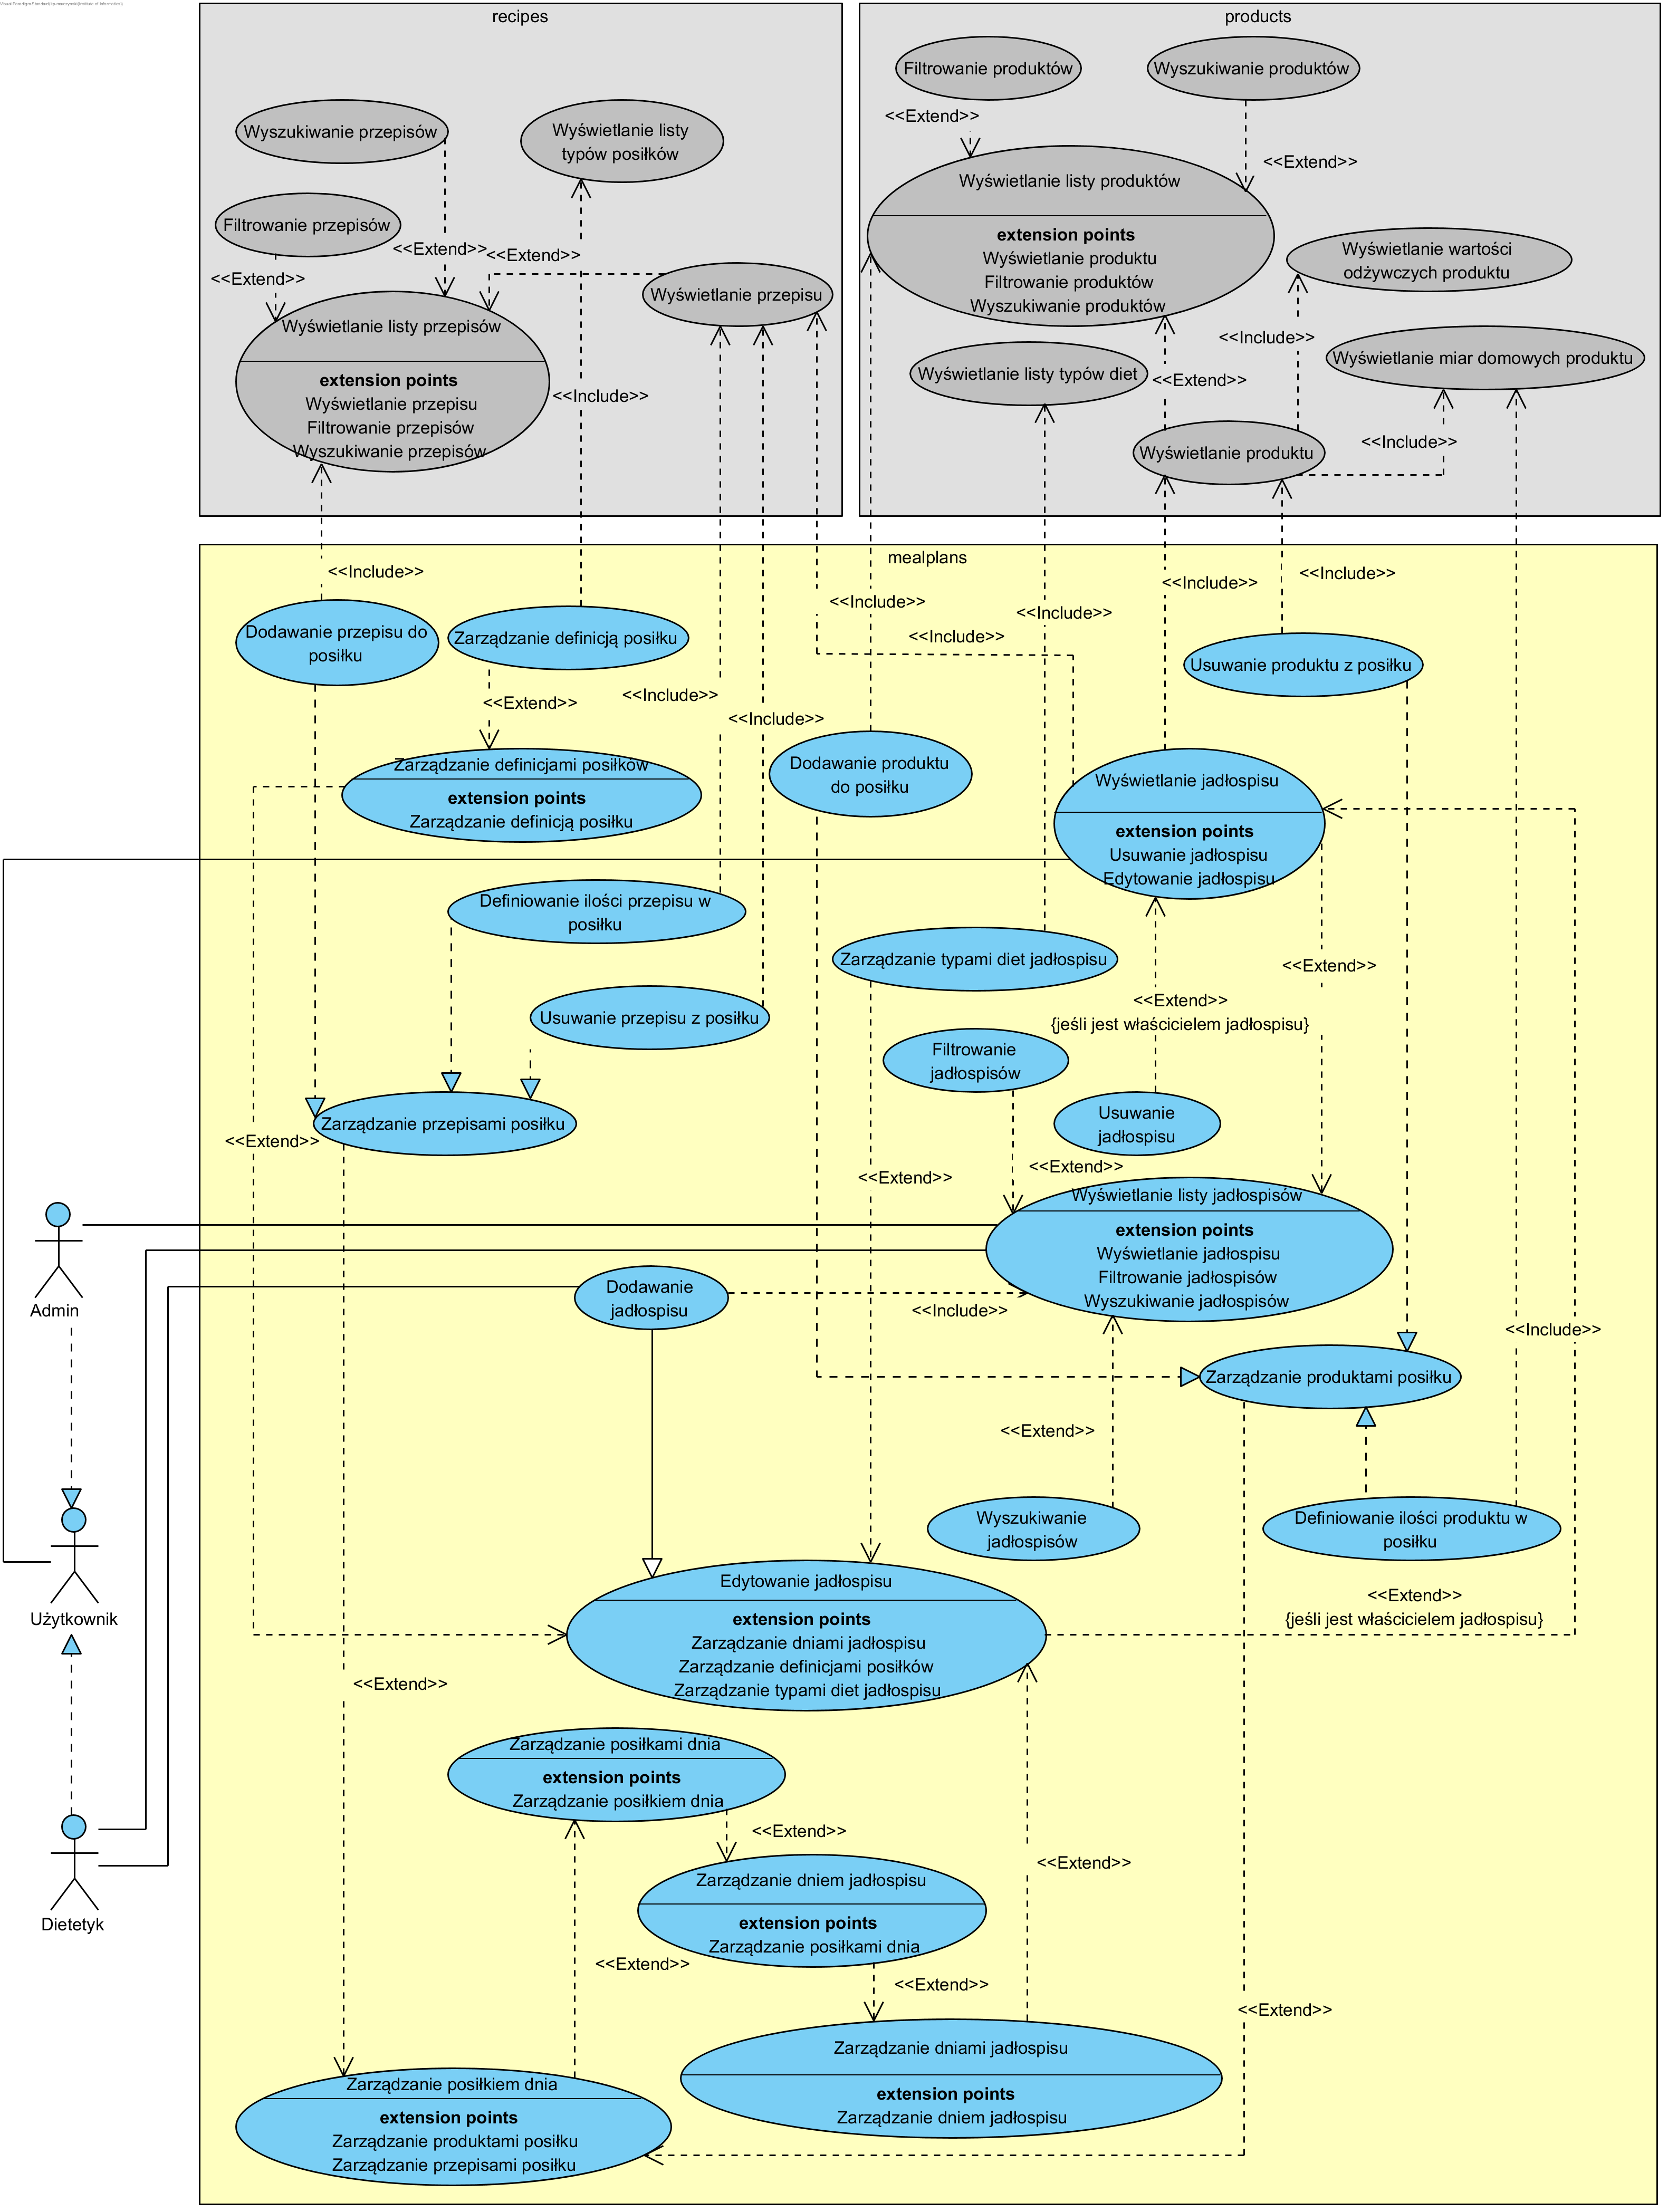 Visual Paradigm Standard
recipes
products
Filtrowanie produktów
Wyszukiwanie produktów
<<Extend>>
<<Extend>>
Wyszukiwanie przepisów
Wyświetlanie listy
typów posiłków
Wyświetlanie listy produktów
extension points
Wyświetlanie produktu
Filtrowanie produktów
Wyszukiwanie produktów
Filtrowanie przepisów
<<Extend>>
<<Extend>>
<<Extend>>
Wyświetlanie wartości
odżywczych produktu
Wyświetlanie przepisu
Wyświetlanie listy przepisów
extension points
Wyświetlanie przepisu
Filtrowanie przepisów
Wyszukiwanie przepisów
<<Include>>
<<Include>>
Wyświetlanie miar domowych produktu
Wyświetlanie listy typów diet
<<Extend>>
<<Include>>
Wyświetlanie produktu
mealplans
<<Include>>
<<Include>>
<<Include>>
<<Include>>
<<Include>>
<<Include>>
Dodawanie przepisu do
posiłku
Zarządzanie definicją posiłku
Usuwanie produktu z posiłku
<<Extend>>
<<Include>>
<<Include>>
Zarządzanie definicjami posiłków
extension points
Zarządzanie definicją posiłku
Dodawanie produktu
do posiłku
Wyświetlanie jadłospisu
extension points
Usuwanie jadłospisu
Edytowanie jadłospisu
Definiowanie ilości przepisu w
posiłku
Zarządzanie typami diet jadłospisu
<<Extend>>
<<Extend>>
{jeśli jest właścicielem jadłospisu}
Usuwanie przepisu z posiłku
Filtrowanie
jadłospisów
Usuwanie
jadłospisu
Zarządzanie przepisami posiłku
<<Extend>>
<<Extend>>
<<Extend>>
Wyświetlanie listy jadłospisów
extension points
Wyświetlanie jadłospisu
Filtrowanie jadłospisów
Wyszukiwanie jadłospisów
Admin
Dodawanie
jadłospisu
<<Include>>
<<Include>>
Zarządzanie produktami posiłku
<<Extend>>
Wyszukiwanie
jadłospisów
Definiowanie ilości produktu w
posiłku
Użytkownik
Edytowanie jadłospisu
extension points
Zarządzanie dniami jadłospisu
Zarządzanie definicjami posiłków
Zarządzanie typami diet jadłospisu
<<Extend>>
{jeśli jest właścicielem jadłospisu}
<<Extend>>
Zarządzanie posiłkami dnia
extension points
Zarządzanie posiłkiem dnia
<<Extend>>
<<Extend>>
Zarządzanie dniem jadłospisu
extension points
Zarządzanie posiłkami dnia
Dietetyk
<<Extend>>
<<Extend>>
<<Extend>>
Zarządzanie dniami jadłospisu
extension points
Zarządzanie dniem jadłospisu
Zarządzanie posiłkiem dnia
extension points
Zarządzanie produktami posiłku
Zarządzanie przepisami posiłku